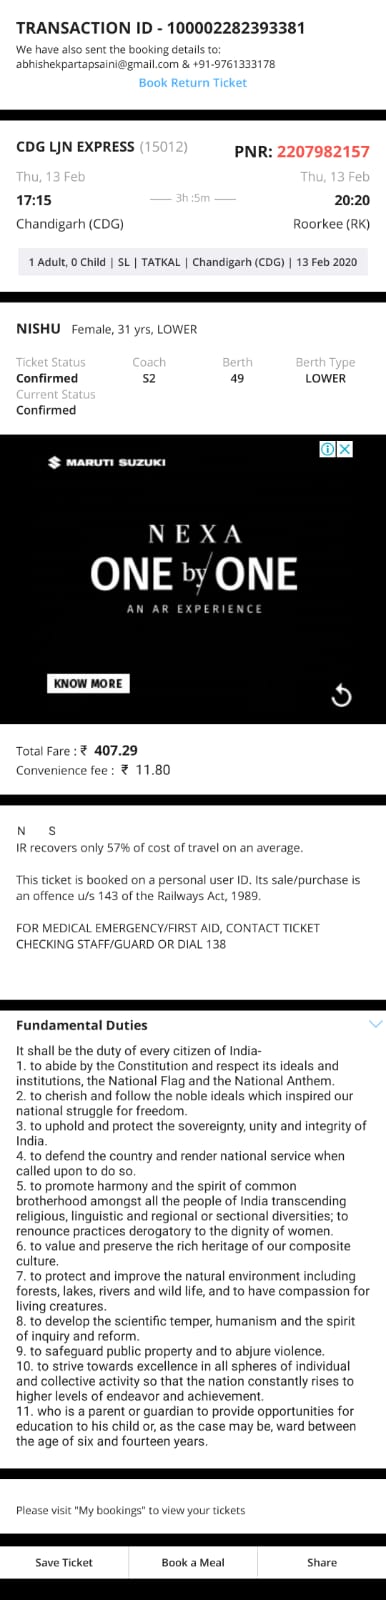 TRANSACTION ID - 100002282393381
We have also sent the booking details to:
abhishekpartapsaini@gmail.com & +91-9761333178
Book Return Ticket
CDG LJN EXPRESS (15012)
PNR: 2207982157
Thu, 13 Feb
Thu, 13 Feb
17:15
3h :5m
20:20
Chandigarh (CDG)
Roorkee (RK)
1 Adult, 0 Child | SL | TATKAL | Chandigarh (CDG) | 13 Feb 2020
NISHU Female, 31 yrs, LOWER
Ticket Status Coach Berth Berth Type
Confirmed S2 49 LOWER
Current Status
Confirmed
MARUTI SUZUKI
NEXA
ONE by ONE
AN AR EXPERIENCE
KNOW MORE
Total Fare : ₹ 407.29
Convenience fee : ₹ 11.80
N S
IR recovers only 57% of cost of travel on an average.
This ticket is booked on a personal user ID. Its sale/purchase is
an offence u/s 143 of the Railways Act, 1989.
FOR MEDICAL EMERGENCY/FIRST AID, CONTACT TICKET
CHECKING STAFF/GUARD OR DIAL 138
Fundamental Duties
It shall be the duty of every citizen of India-
1. to abide by the Constitution and respect its ideals and
institutions, the National Flag and the National Anthem.
2. to cherish and follow the noble ideals which inspired our
national struggle for freedom.
3. to uphold and protect the sovereignty, unity and integrity of
India.
4. to defend the country and render national service when
called upon to do so.
5. to promote harmony and the spirit of common
brotherhood amongst all the people of India transcending
religious, linguistic and regional or sectional diversities; to
renounce practices derogatory to the dignity of women.
6. to value and preserve the rich heritage of our composite
culture.
7. to protect and improve the natural environment including
forests, lakes, rivers and wild life, and to have compassion for
living creatures.
8. to develop the scientific temper, humanism and the spirit
of inquiry and reform.
9. to safeguard public property and to abjure violence.
10. to strive towards excellence in all spheres of individual
and collective activity so that the nation constantly rises to
higher levels of endeavor and achievement.
11. who is a parent or guardian to provide opportunities for
education to his child or, as the case may be, ward between
the age of six and fourteen years.
Please visit "My bookings" to view your tickets
Save Ticket Book a Meal Share